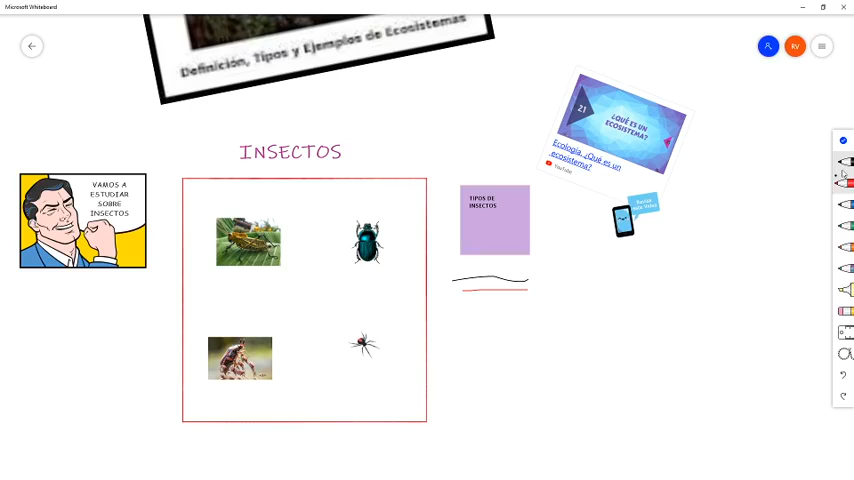 Microsoft Whiteboard
Definición, Tipos y Ejemplos de Ecosistemas
RV
21
¿QUÉ ES UN
ECOSISTEMA?
Ecología. ¿Qué es un
ecosistema?
YouTube
INSECTOS
VAMOS A
ESTUDIAR
SOBRE
INSECTOS
TIPOS DE
INSECTOS